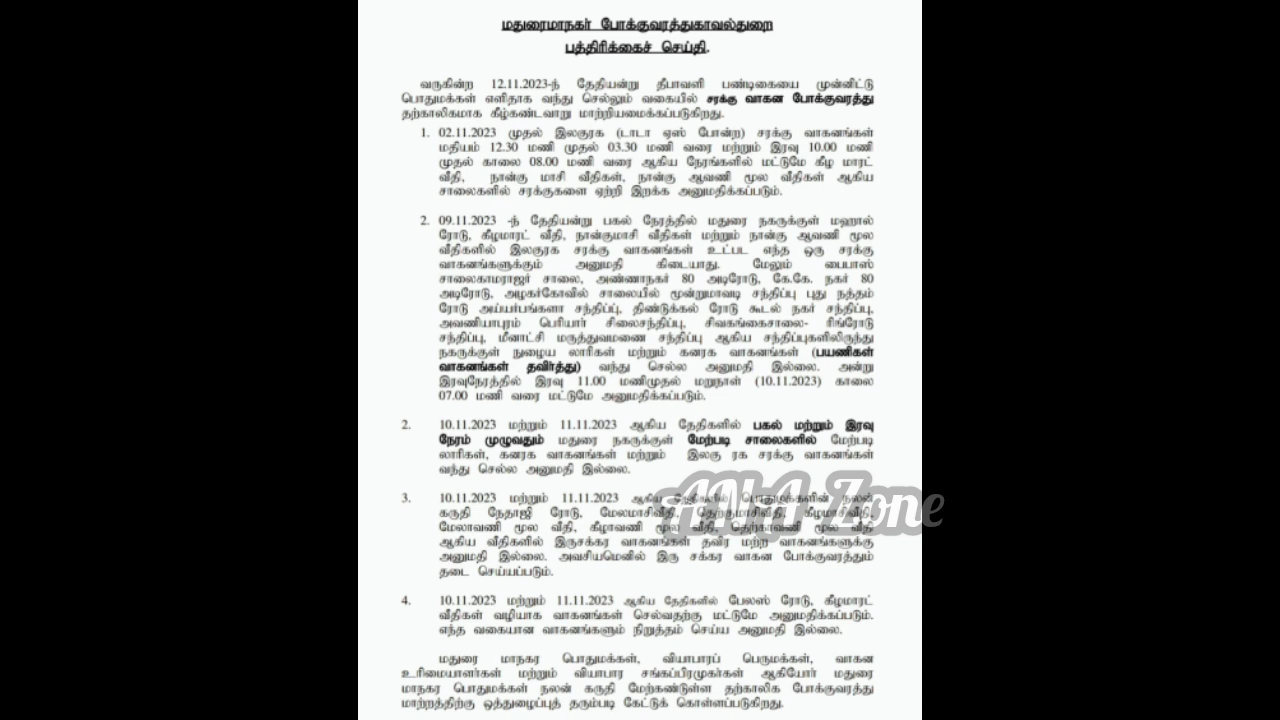 மதுரைமாநகர் போக்குவரத்துகாவல்துறை
பத்திரிக்கைச் செய்தி.
வருகின்ற 12.11.2023-ந் தேதியன்று தீபாவளி பண்டிகையை முன்னிட்டு
பொதுமக்கள் எளிதாக வந்து செல்லும் வகையில் சரக்கு வாகன போக்குவரத்து
தற்காலிகமாக கீழ்கண்டவாறு மாற்றியமைக்கப்படுகிறது.
1. 02.11.2023 முதல் இலகுரக (டாடா ஏஸ் போன்ற) சரக்கு வாகனங்கள்
மதியம் 12.30 மணி முதல் 03.30 மணி வரை மற்றும் இரவு 10.00 மணி
முதல் காலை 08.00 மணி வரை ஆகிய நேரங்களில் மட்டுமே கீழ மாரட்
வீதி, நான்கு மாசி வீதிகள், நான்கு ஆவணி மூல வீதிகள் ஆகிய
சாலைகளில் சரக்குகளை ஏற்றி இறக்க அனுமதிக்கப்படும்.
2. 09.11.2023 -ந் தேதியன்று பகல் நேரத்தில் மதுரை நகருக்குள் மஹால்
ரோடு, கீழமாரட் வீதி, நான்குமாசி வீதிகள் மற்றும் நான்கு ஆவணி மூல
வீதிகளில் இலகுரக சரக்கு வாகனங்கள் உட்பட எந்த ஒரு சரக்கு
வாகனங்களுக்கும் அனுமதி கிடையாது. மேலும் பைபாஸ்
சாலைகாமராஜர் சாலை, அண்ணாநகர் 80 அடிரோடு, கே.கே. நகர் 80
அடிரோடு, அழகர்கோவில் சாலையில் மூன்றுமாவடி சந்திப்பு புது நத்தம்
ரோடு அய்யர்பங்களா சந்திப்பு, திண்டுக்கல் ரோடு கூடல் நகர் சந்திப்பு,
அவணியாபுரம் பெரியார் சிலைசந்திப்பு, சிவகங்கைசாலை- ரிங்ரோடு
சந்திப்பு, மீனாட்சி மருத்துவமணை சந்திப்பு ஆகிய சந்திப்புகளிலிருந்து
நகருக்குள் நுழைய லாரிகள் மற்றும் கனரக வாகனங்கள் (பயணிகள்
வாகனங்கள் தவிர்த்து) வந்து செல்ல அனுமதி இல்லை. அன்று
இரவுநேரத்தில் இரவு 11.00 மணிமுதல் மறுநாள் (10.11.2023) காலை
07.00 மணி வரை மட்டுமே அனுமதிக்கப்படும்.
2. 10.11.2023 மற்றும் 11.11.2023 ஆகிய தேதிகளில் பகல் மற்றும் இரவு
நேரம் முழுவதும் மதுரை நகருக்குள் மேற்படி சாலைகளில் மேற்படி
லாரிகள், கனரக வாகனங்கள் மற்றும் இலகு ரக சரக்கு வாகனங்கள்
வந்து செல்ல அனுமதி இல்லை.
3. 10.11.2023 மற்றும் 11.11.2023 ஆகிய தேதிகளில் பொதுமக்களின் நலன்
கருதி நேதாஜி ரோடு, மேலமாசிவீதி, தெற்குமாசிவீதி, கீழமாசிவீதி,
மேலாவணி மூல வீதி, கீழாவணி மூல வீதி, தெற்காவணி மூல வீதி
ஆகிய வீதிகளில் இருசக்கர வாகனங்கள் தவிர மற்ற வாகனங்களுக்கு
அனுமதி இல்லை. அவசியமெனில் இரு சக்கர வாகன போக்குவரத்தும்
தடை செய்யப்படும்.
4. 10.11.2023 மற்றும் 11.11.2023 ஆகிய தேதிகளில் பேலஸ் ரோடு, கீழமாரட்
வீதிகள் வழியாக வாகனங்கள் செல்வதற்கு மட்டுமே அனுமதிக்கப்படும்.
எந்த வகையான வாகனங்களும் நிறுத்தம் செய்ய அனுமதி இல்லை.
மதுரை மாநகர பொதுமக்கள், வியாபாரப் பெருமக்கள், வாகன
உரிமையாளர்கள் மற்றும் வியாபார சங்கப்பிரமுகர்கள் ஆகியோர் மதுரை
மாநகர பொதுமக்கள் நலன் கருதி மேற்கண்டுள்ள தற்காலிக போக்குவரத்து
மாற்றத்திற்கு ஒத்துழைப்புத் தரும்படி கேட்டுக் கொள்ளப்படுகிறது.
Zone